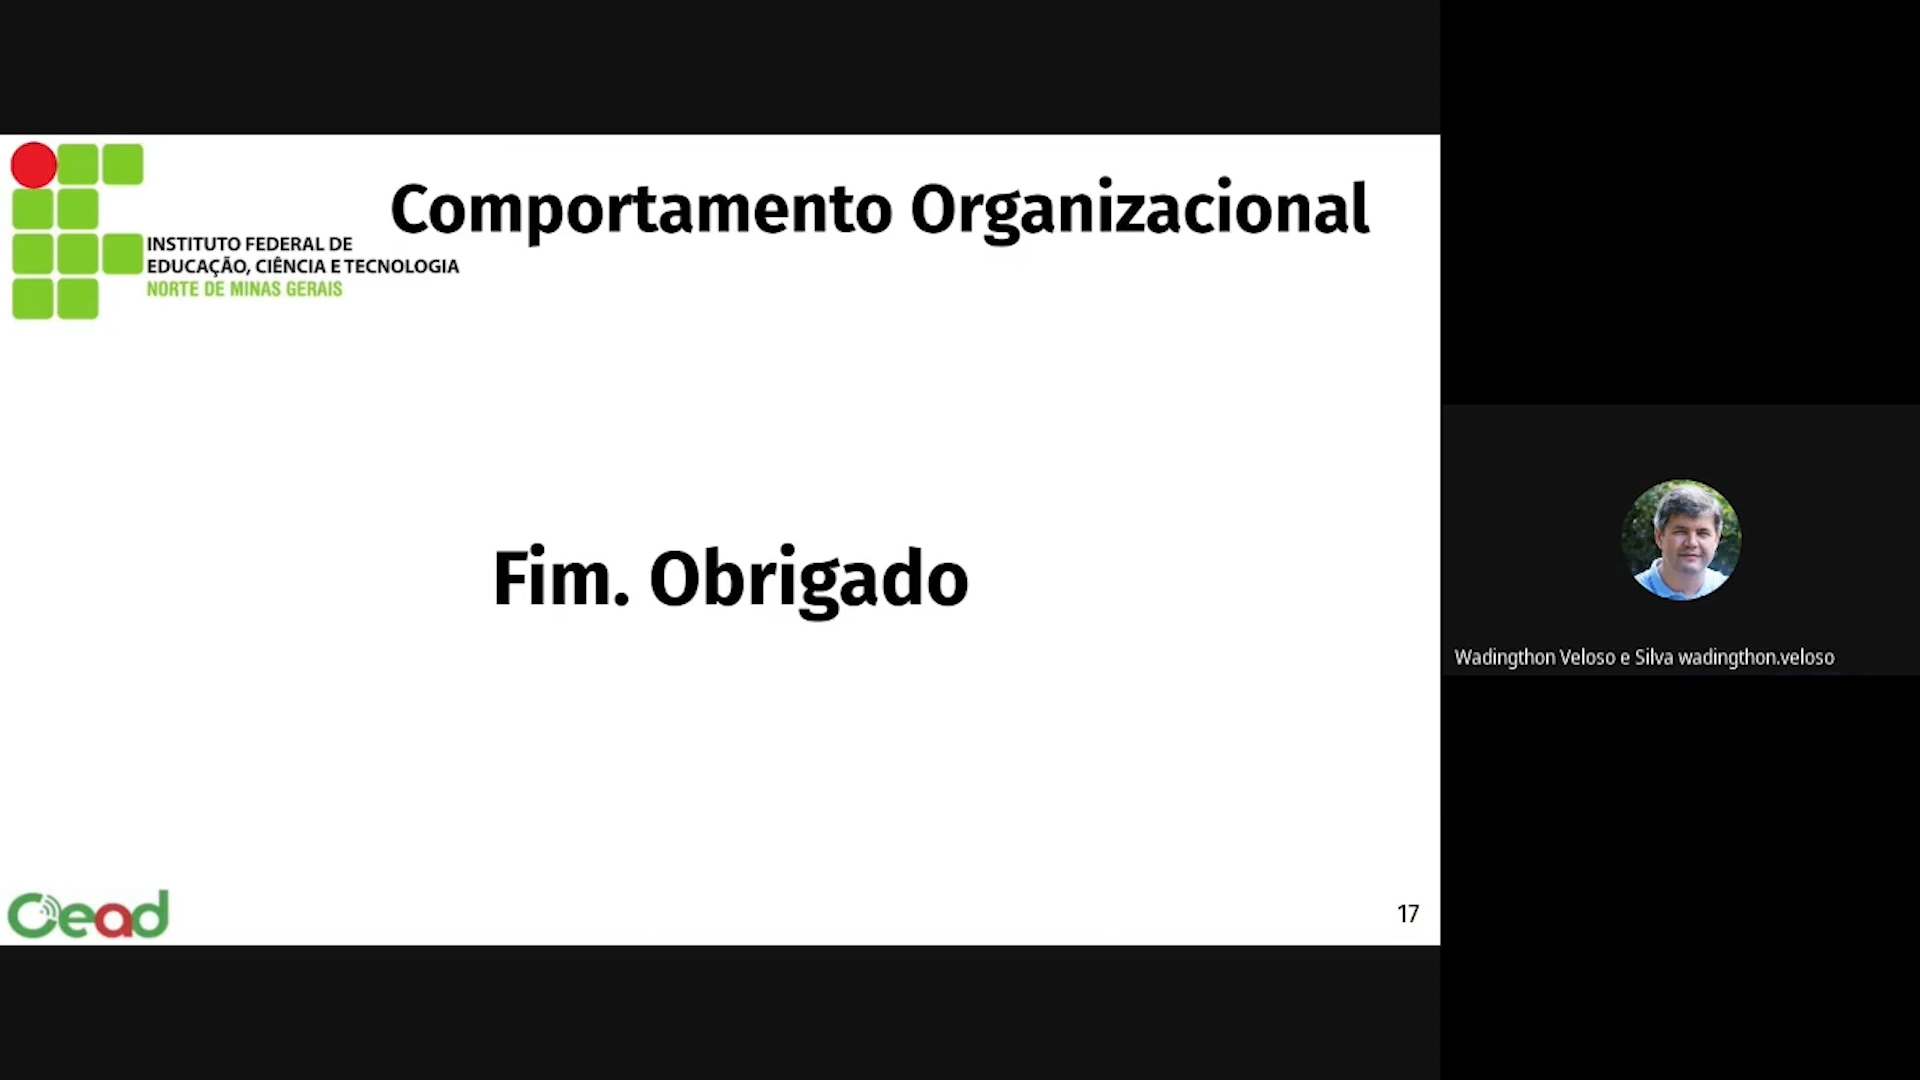 Comportamento Organizacional
INSTITUTO FEDERAL DE
EDUCAÇÃO, CIÊNCIA E TECNOLOGIA
NORTE DE MINAS GERAIS
Fim. Obrigado
Wadingthon Veloso e Silva wadingthon.veloso
Cead
17